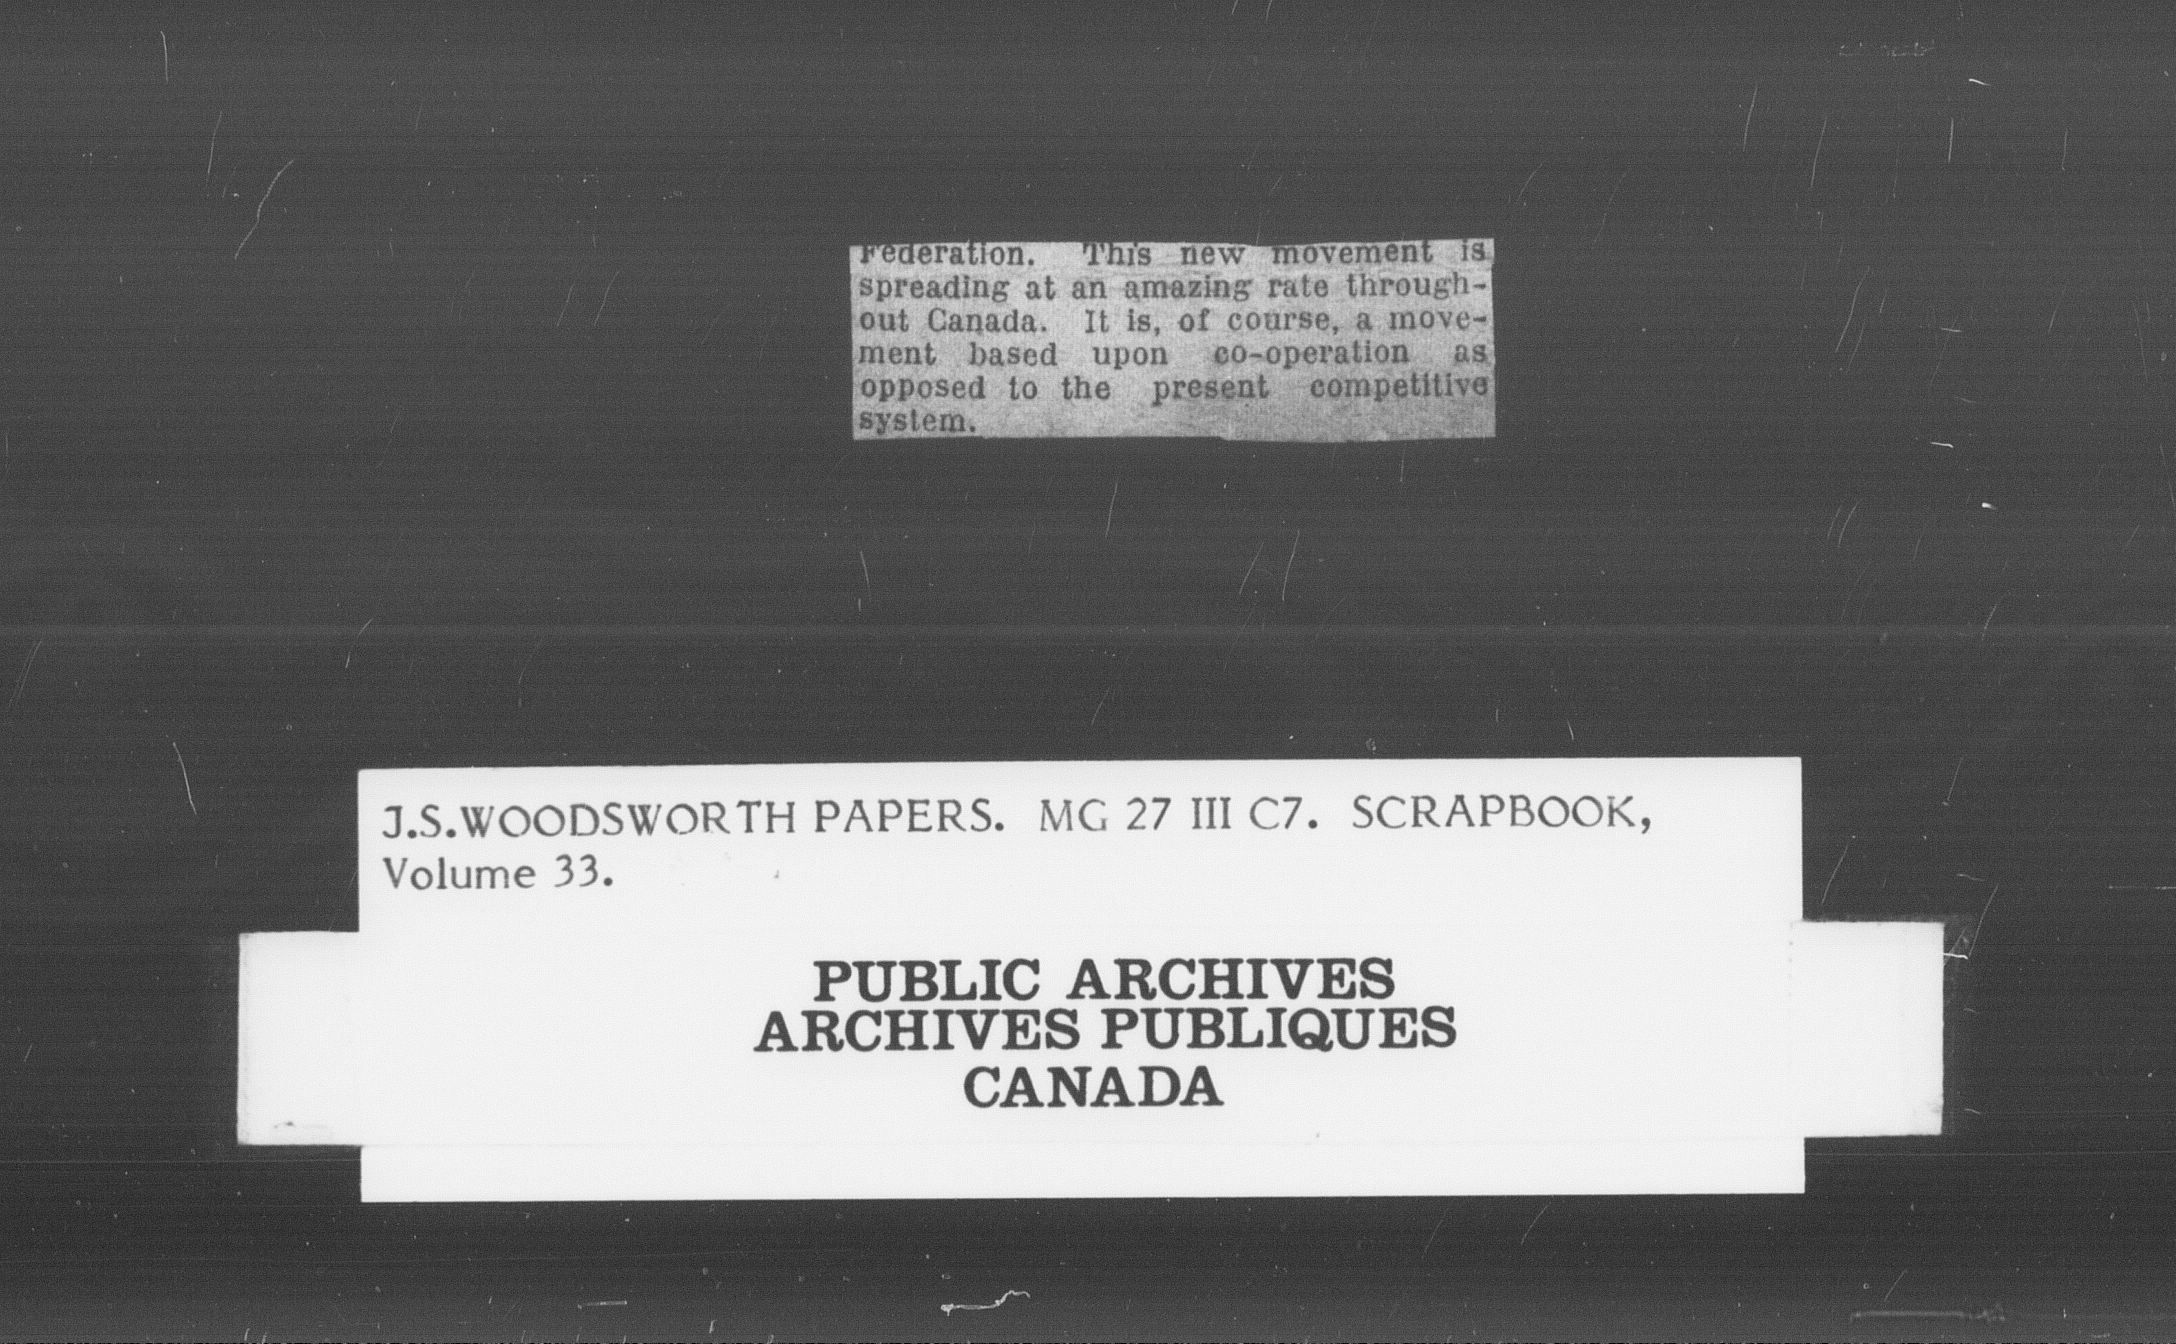 Federation. This new movement is
spreading at an amazing rate through-
out Canada. It is, of course, a move-
ment based upon co-operation as
opposed to the present competitive
system.
J.S.WOODSWORTH PAPERS. MG 27 III C7. SCRAPBOOK,
Volume 33.
PUBLIC ARCHIVES
ARCHIVES PUBLIQUES
CANADA